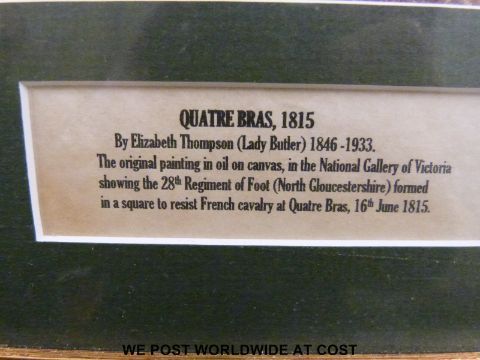 QUATRE BRAS, 1815
By Elizabeth Thompson (Lady Butler) 1846 -1933.
The original painting in oil on canvas, in the National Gallery of Victoria
showing the 28th Regiment of Foot (North Gloucestershire) formed
in a square to resist French cavalry at Quatre Bras, 16th June 1815.
WE POST WORLDWIDE AT COST